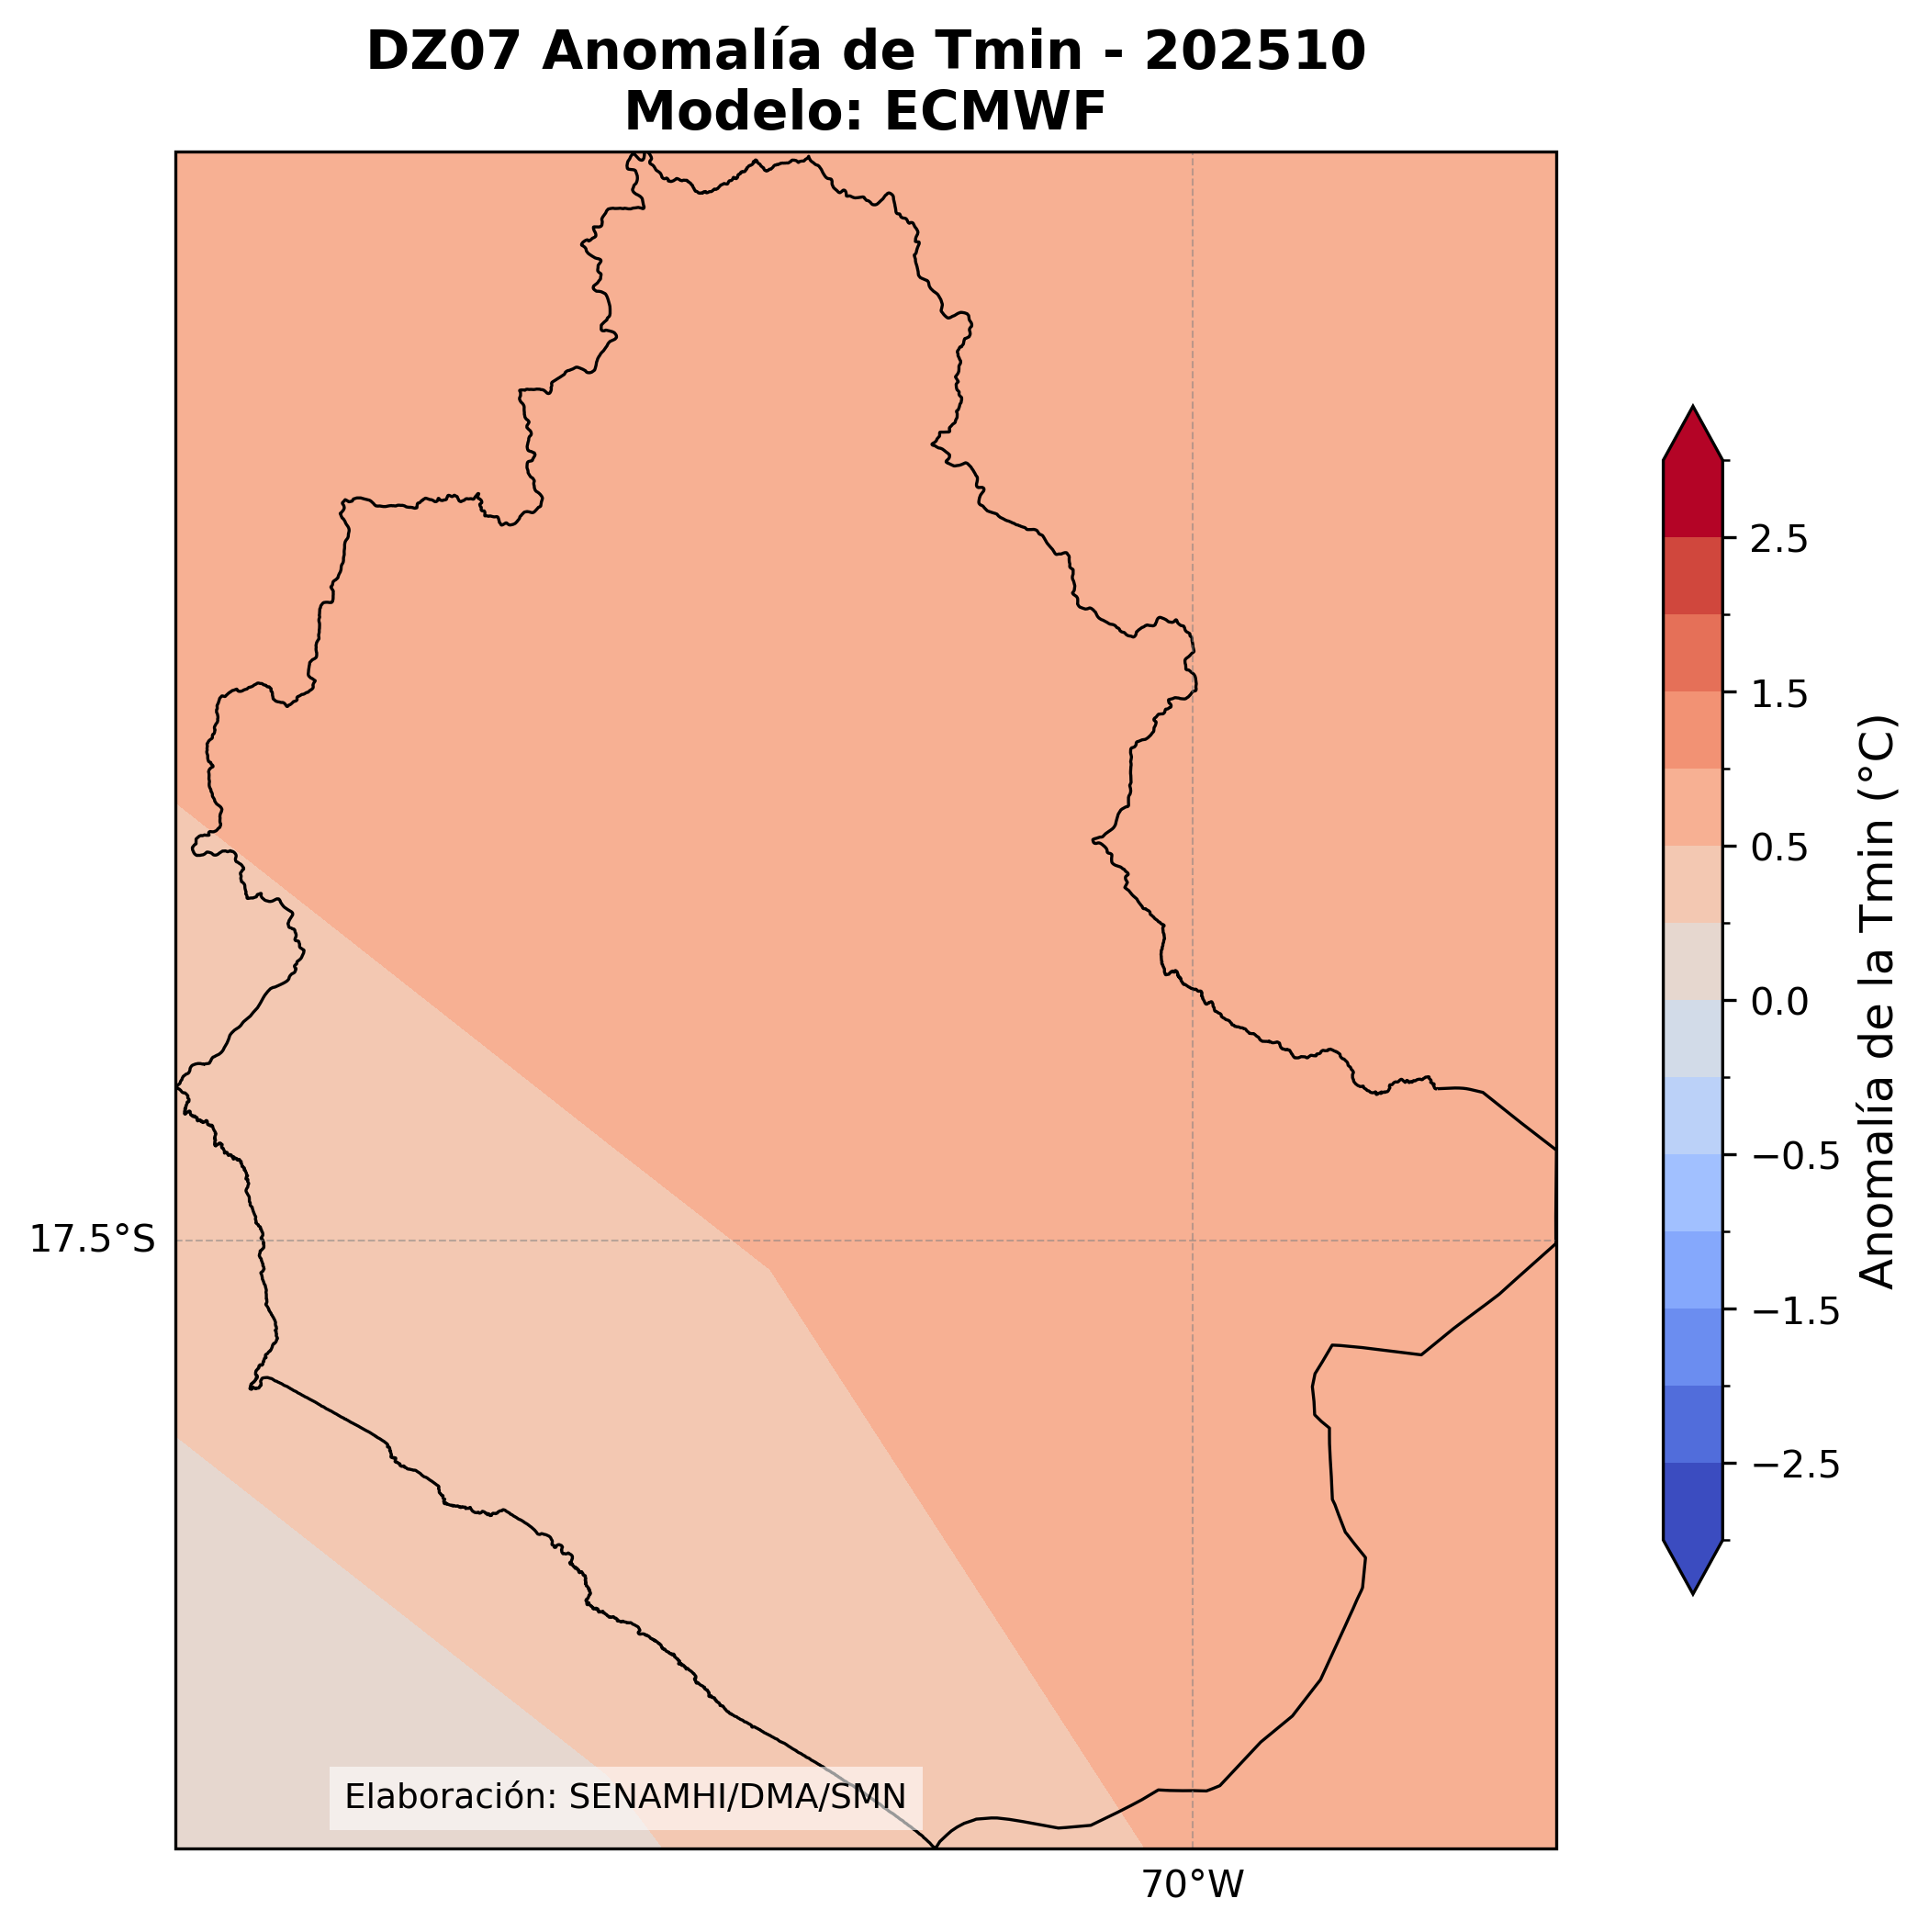 DZ07 Anomalía de Tmin - 202510
Modelo: ECMWF
2.5
1.5
0.5
0.0
−0.5
−1.5
−2.5
Anomalía de la Tmin (°C)
17.5°S
Elaboración: SENAMHI/DMA/SMN
70°W